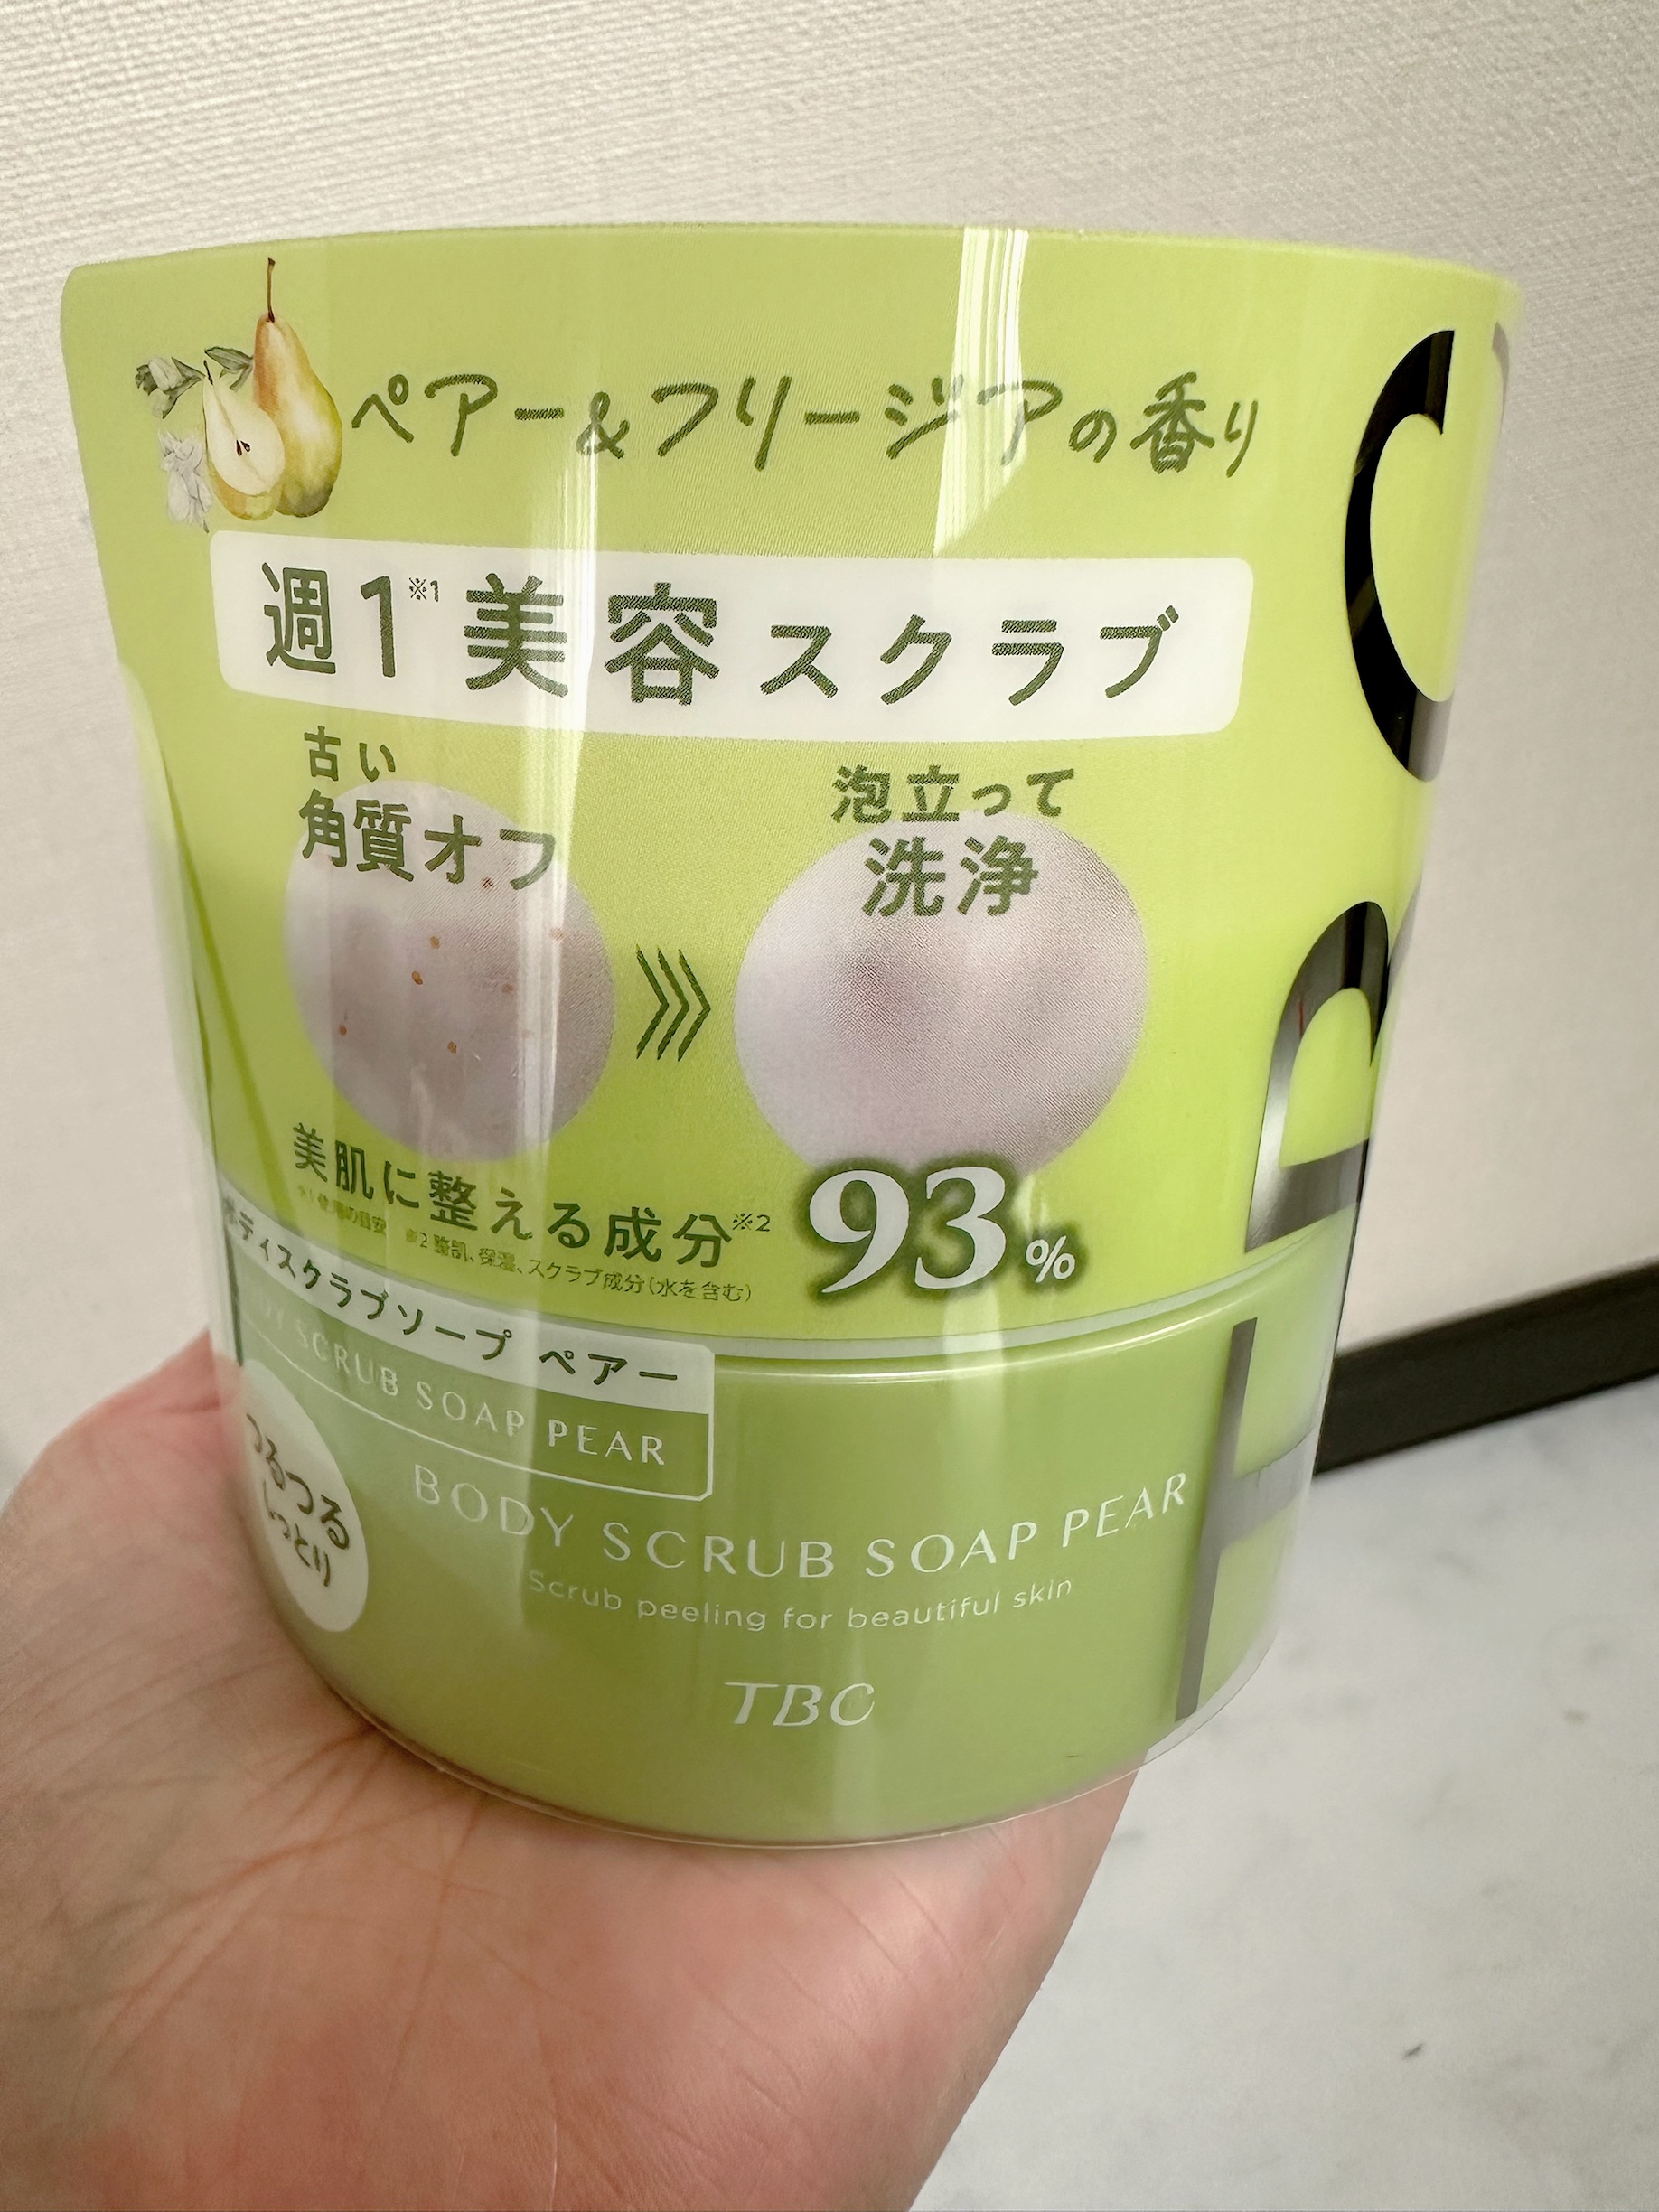 ペアー&フリージアの香り
週1※1美容スクラブ
古い
角質オフ
泡立って
洗浄
美肌に整える成分※2 93%
※1 使用の目安 ※2 整肌、保湿、スクラブ成分(水を含む)
ボディスクラブソープ ペアー
BODY SCRUB SOAP PEAR
つるつる
しっとり
BODY SCRUB SOAP PEAR
Scrub peeling for beautiful skin
TBC
TBC